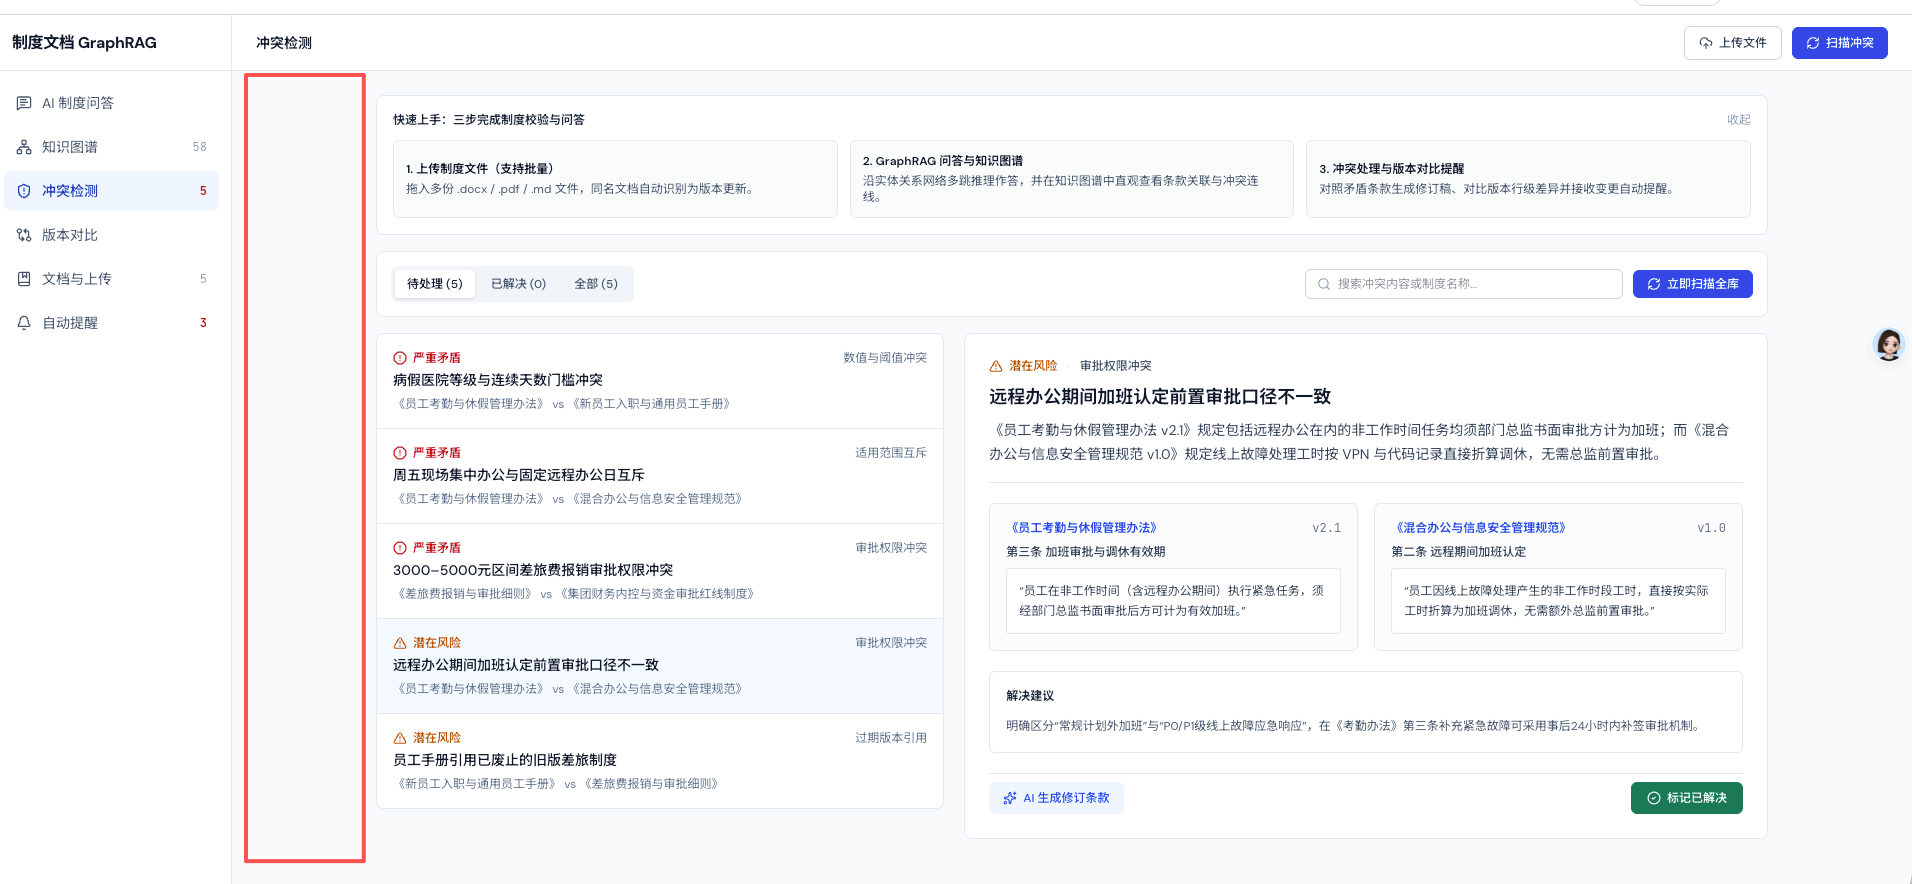 制度文档 GraphRAG
冲突检测
上传文件
扫描冲突
AI 制度问答
知识图谱 58
冲突检测 5
版本对比
文档与上传 5
自动提醒 3
快速上手：三步完成制度校验与问答
收起
1. 上传制度文件（支持批量）
拖入多份 .docx / .pdf / .md 文件，同名文档自动识别为版本更新。
2. GraphRAG 问答与知识图谱
沿实体关系网络多跳推理作答，并在知识图谱中直观查看条款关联与冲突连
线。
3. 冲突处理与版本对比提醒
对照矛盾条款生成修订稿、对比版本行级差异并接收变更自动提醒。
待处理 (5)
已解决 (0)
全部 (5)
搜索冲突内容或制度名称...
立即扫描全库
严重矛盾 数值与阈值冲突
病假医院等级与连续天数门槛冲突
《员工考勤与休假管理办法》 vs 《新员工入职与通用员工手册》
严重矛盾 适用范围互斥
周五现场集中办公与固定远程办公日互斥
《员工考勤与休假管理办法》 vs 《混合办公与信息安全管理规范》
严重矛盾 审批权限冲突
3000–5000元区间差旅费报销审批权限冲突
《差旅费报销与审批细则》 vs 《集团财务内控与资金审批红线制度》
潜在风险 审批权限冲突
远程办公期间加班认定前置审批口径不一致
《员工考勤与休假管理办法》 vs 《混合办公与信息安全管理规范》
潜在风险 过期版本引用
员工手册引用已废止的旧版差旅制度
《新员工入职与通用员工手册》 vs 《差旅费报销与审批细则》
潜在风险 · 审批权限冲突
远程办公期间加班认定前置审批口径不一致
《员工考勤与休假管理办法 v2.1》规定包括远程办公在内的非工作时间任务均须部门总监书面审批方计为加班；而《混合
办公与信息安全管理规范 v1.0》规定线上故障处理工时按 VPN 与代码记录直接折算调休，无需总监前置审批。
《员工考勤与休假管理办法》 v2.1
第三条 加班审批与调休有效期
“员工在非工作时间（含远程办公期间）执行紧急任务，须
经部门总监书面审批后方可计为有效加班。”
《混合办公与信息安全管理规范》 v1.0
第二条 远程期间加班认定
“员工因线上故障处理产生的非工作时段工时，直接按实际
工时折算为加班调休，无需额外总监前置审批。”
解决建议
明确区分“常规计划外加班”与“P0/P1级线上故障应急响应”，在《考勤办法》第三条补充紧急故障可采用事后24小时内补签审批机制。
AI 生成修订条款
标记已解决